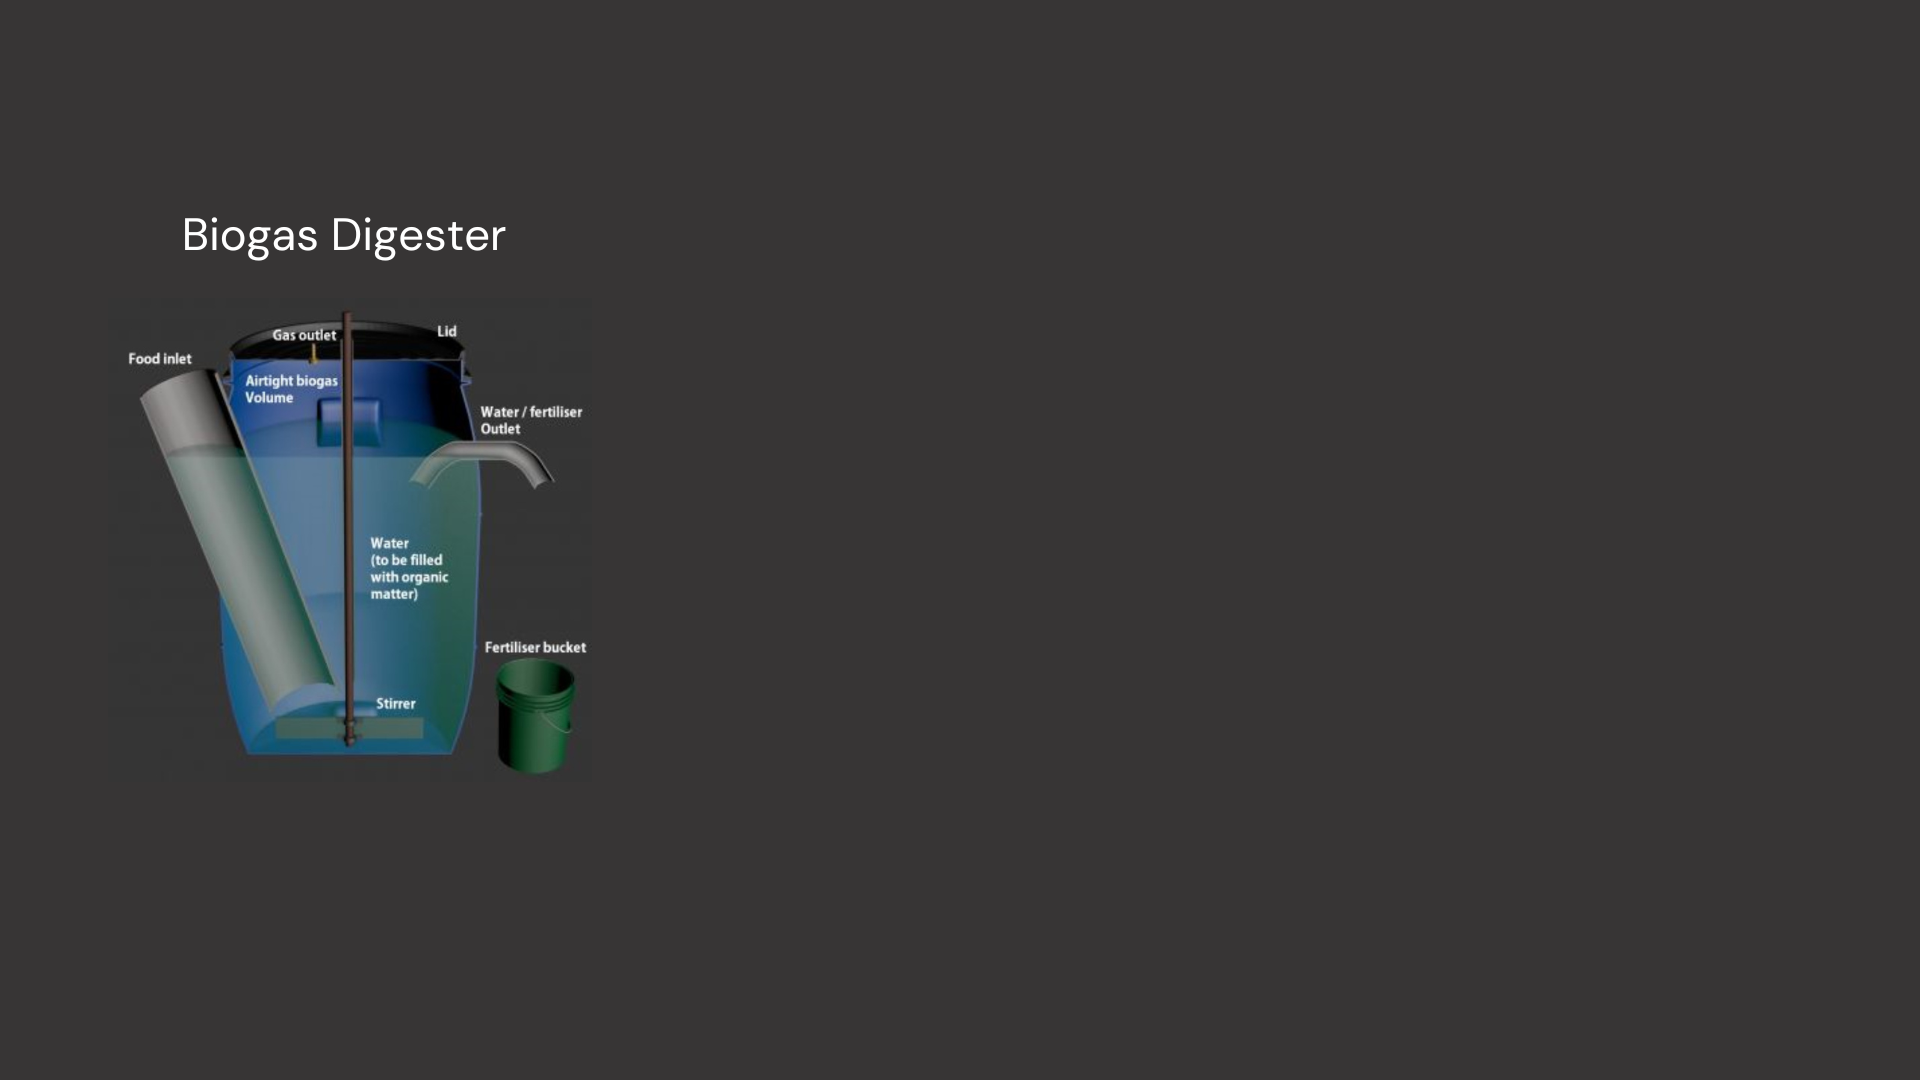 Biogas Digester
Gas outlet
Lid
Food inlet
Airtight biogas
Volume
Water / fertiliser
Outlet
Water
(to be filled
with organic
matter)
Fertiliser bucket
Stirrer